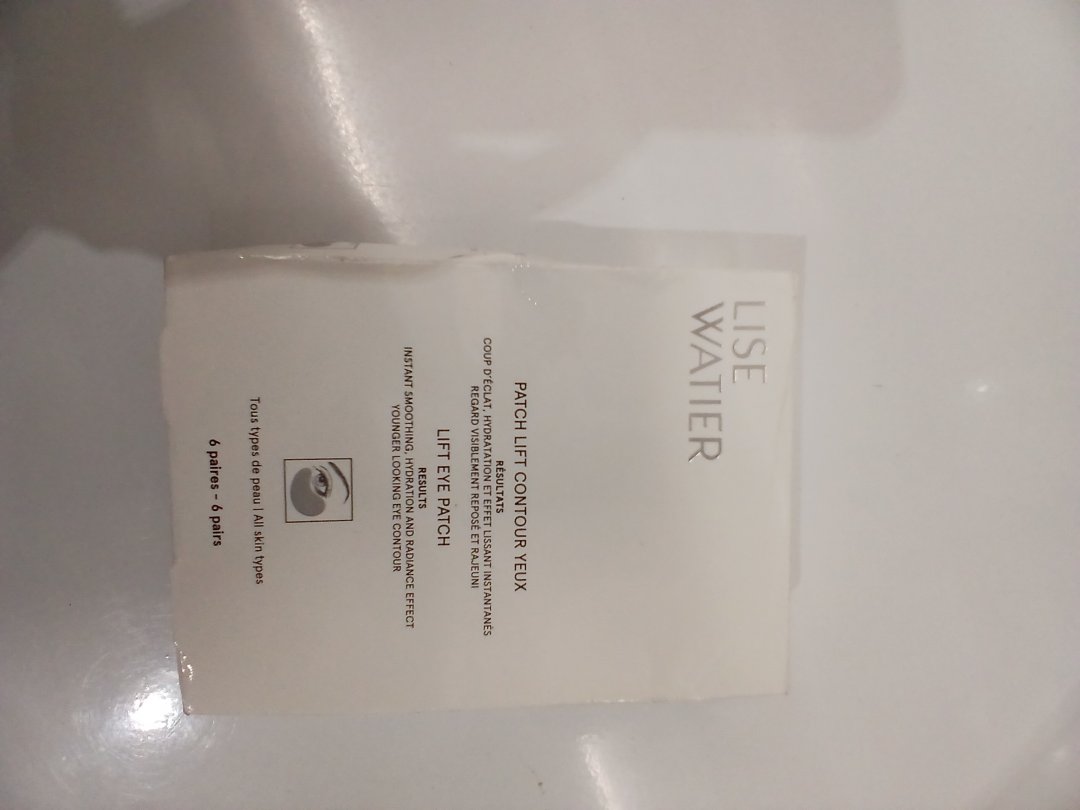 LISE
WATIER
PATCH LIFT CONTOUR YEUX
RÉSULTATS
COUP D'ÉCLAT, HYDRATATION ET EFFET LISSANT INSTANTANÉS
REGARD VISIBLEMENT REPOSÉ ET RAJEUNI
LIFT EYE PATCH
RESULTS
INSTANT SMOOTHING, HYDRATION AND RADIANCE EFFECT
YOUNGER LOOKING EYE CONTOUR
Tous types de peau | All skin types
6 paires – 6 pairs